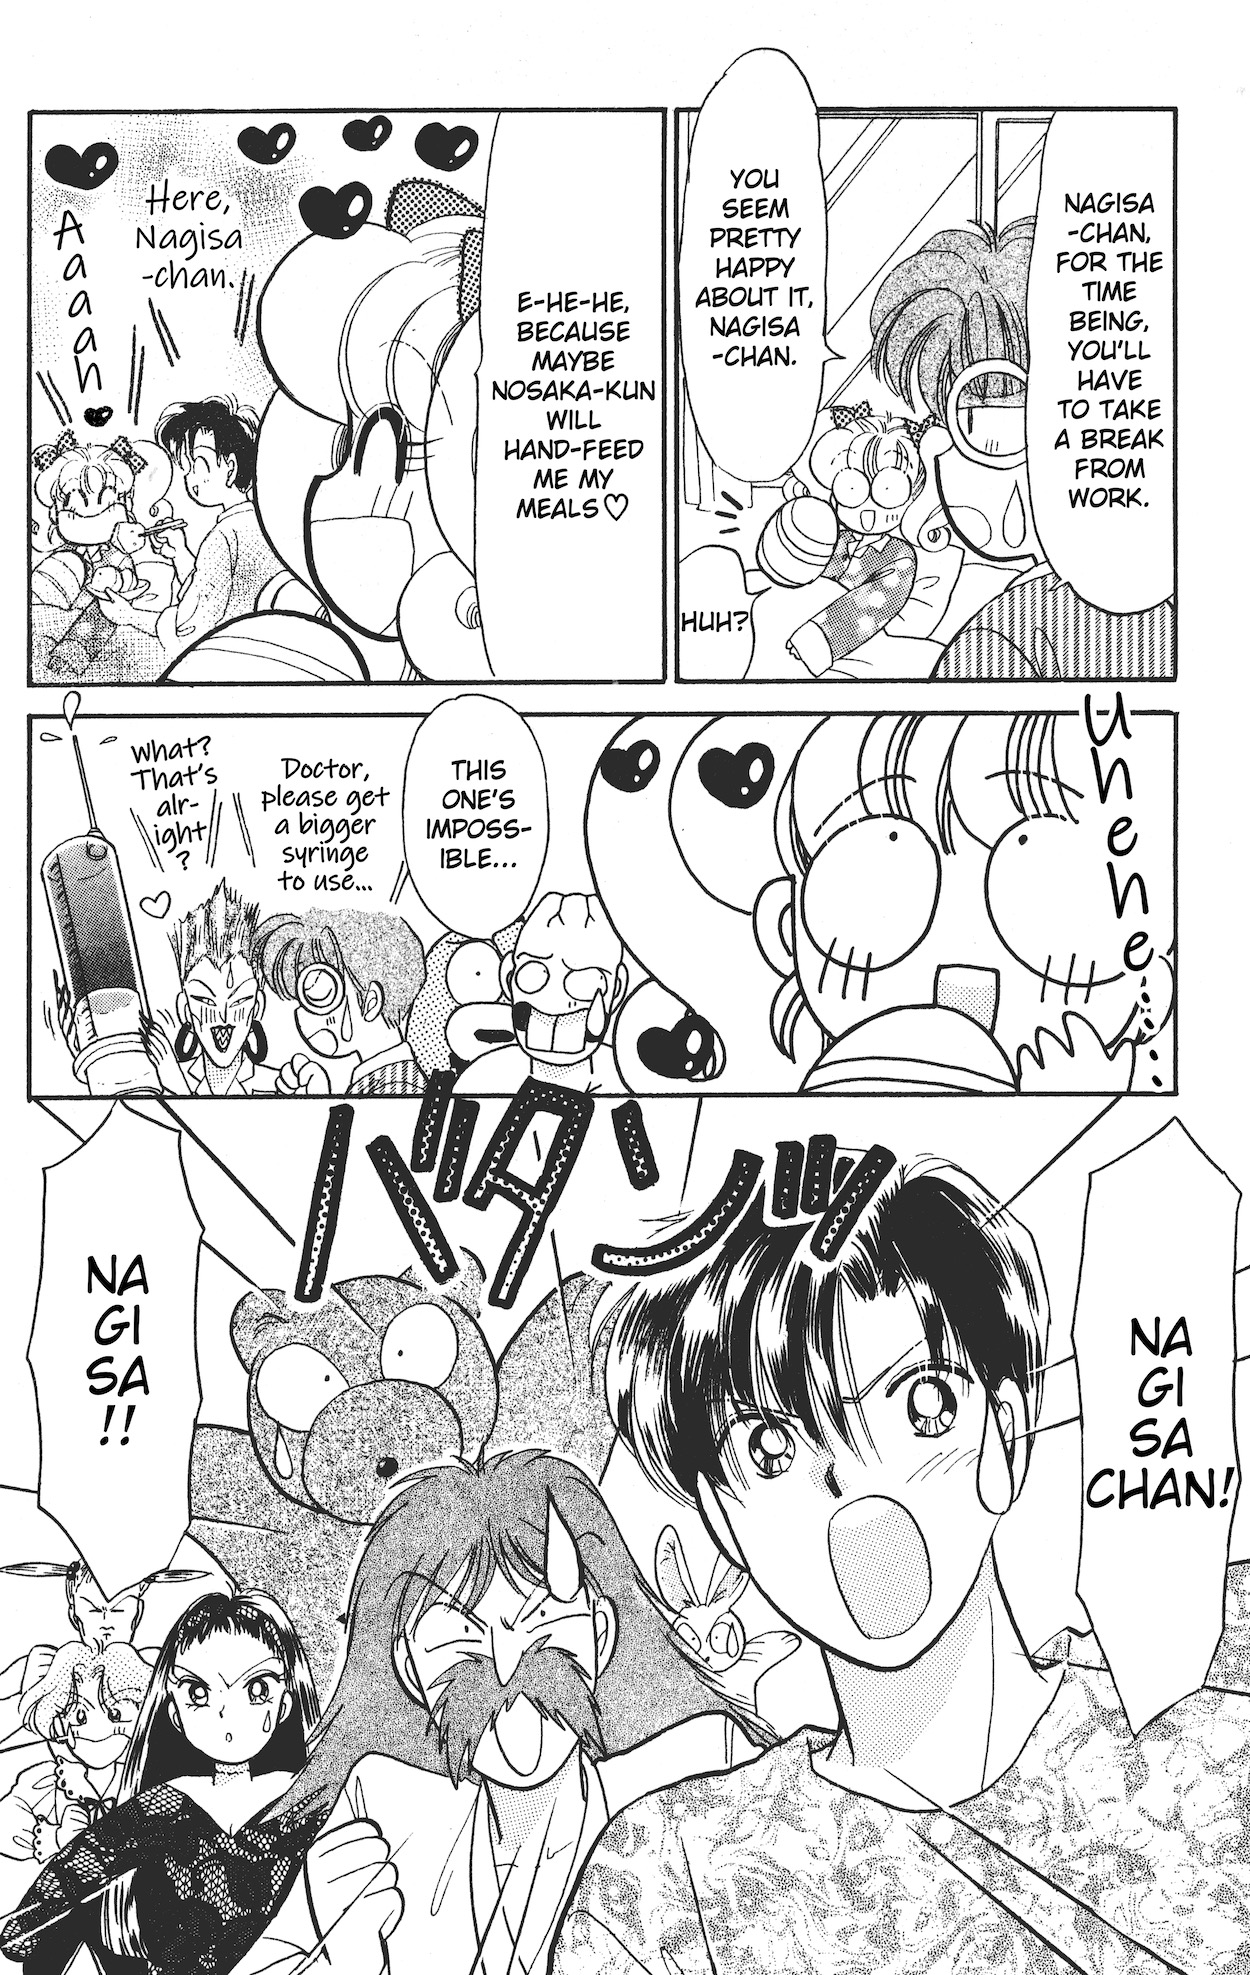 NAGISA
-CHAN,
FOR THE
TIME
BEING,
YOU'LL
HAVE
TO TAKE
A BREAK
FROM
WORK.
YOU
SEEM
PRETTY
HAPPY
ABOUT IT,
NAGISA
-CHAN.
HUH?
E-HE-HE,
BECAUSE
MAYBE
NOSAKA-KUN
WILL
HAND-FEED
ME MY
MEALS♡
Here,
Nagisa
-chan.
Aaaah
Uhehe...
THIS
ONE'S
IMPOSS-
IBLE...
Doctor,
please get
a bigger
syringe
to use...
what?
That's
alr-
ight
?
バタンッ
NA
GI
SA
CHAN!
NA
GI
SA
!!